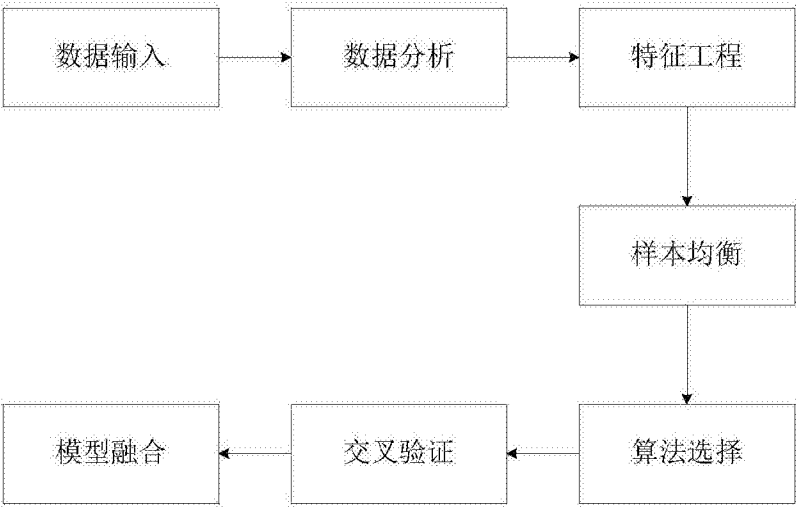 数据输入
数据分析
特征工程
样本均衡
算法选择
交叉验证
模型融合